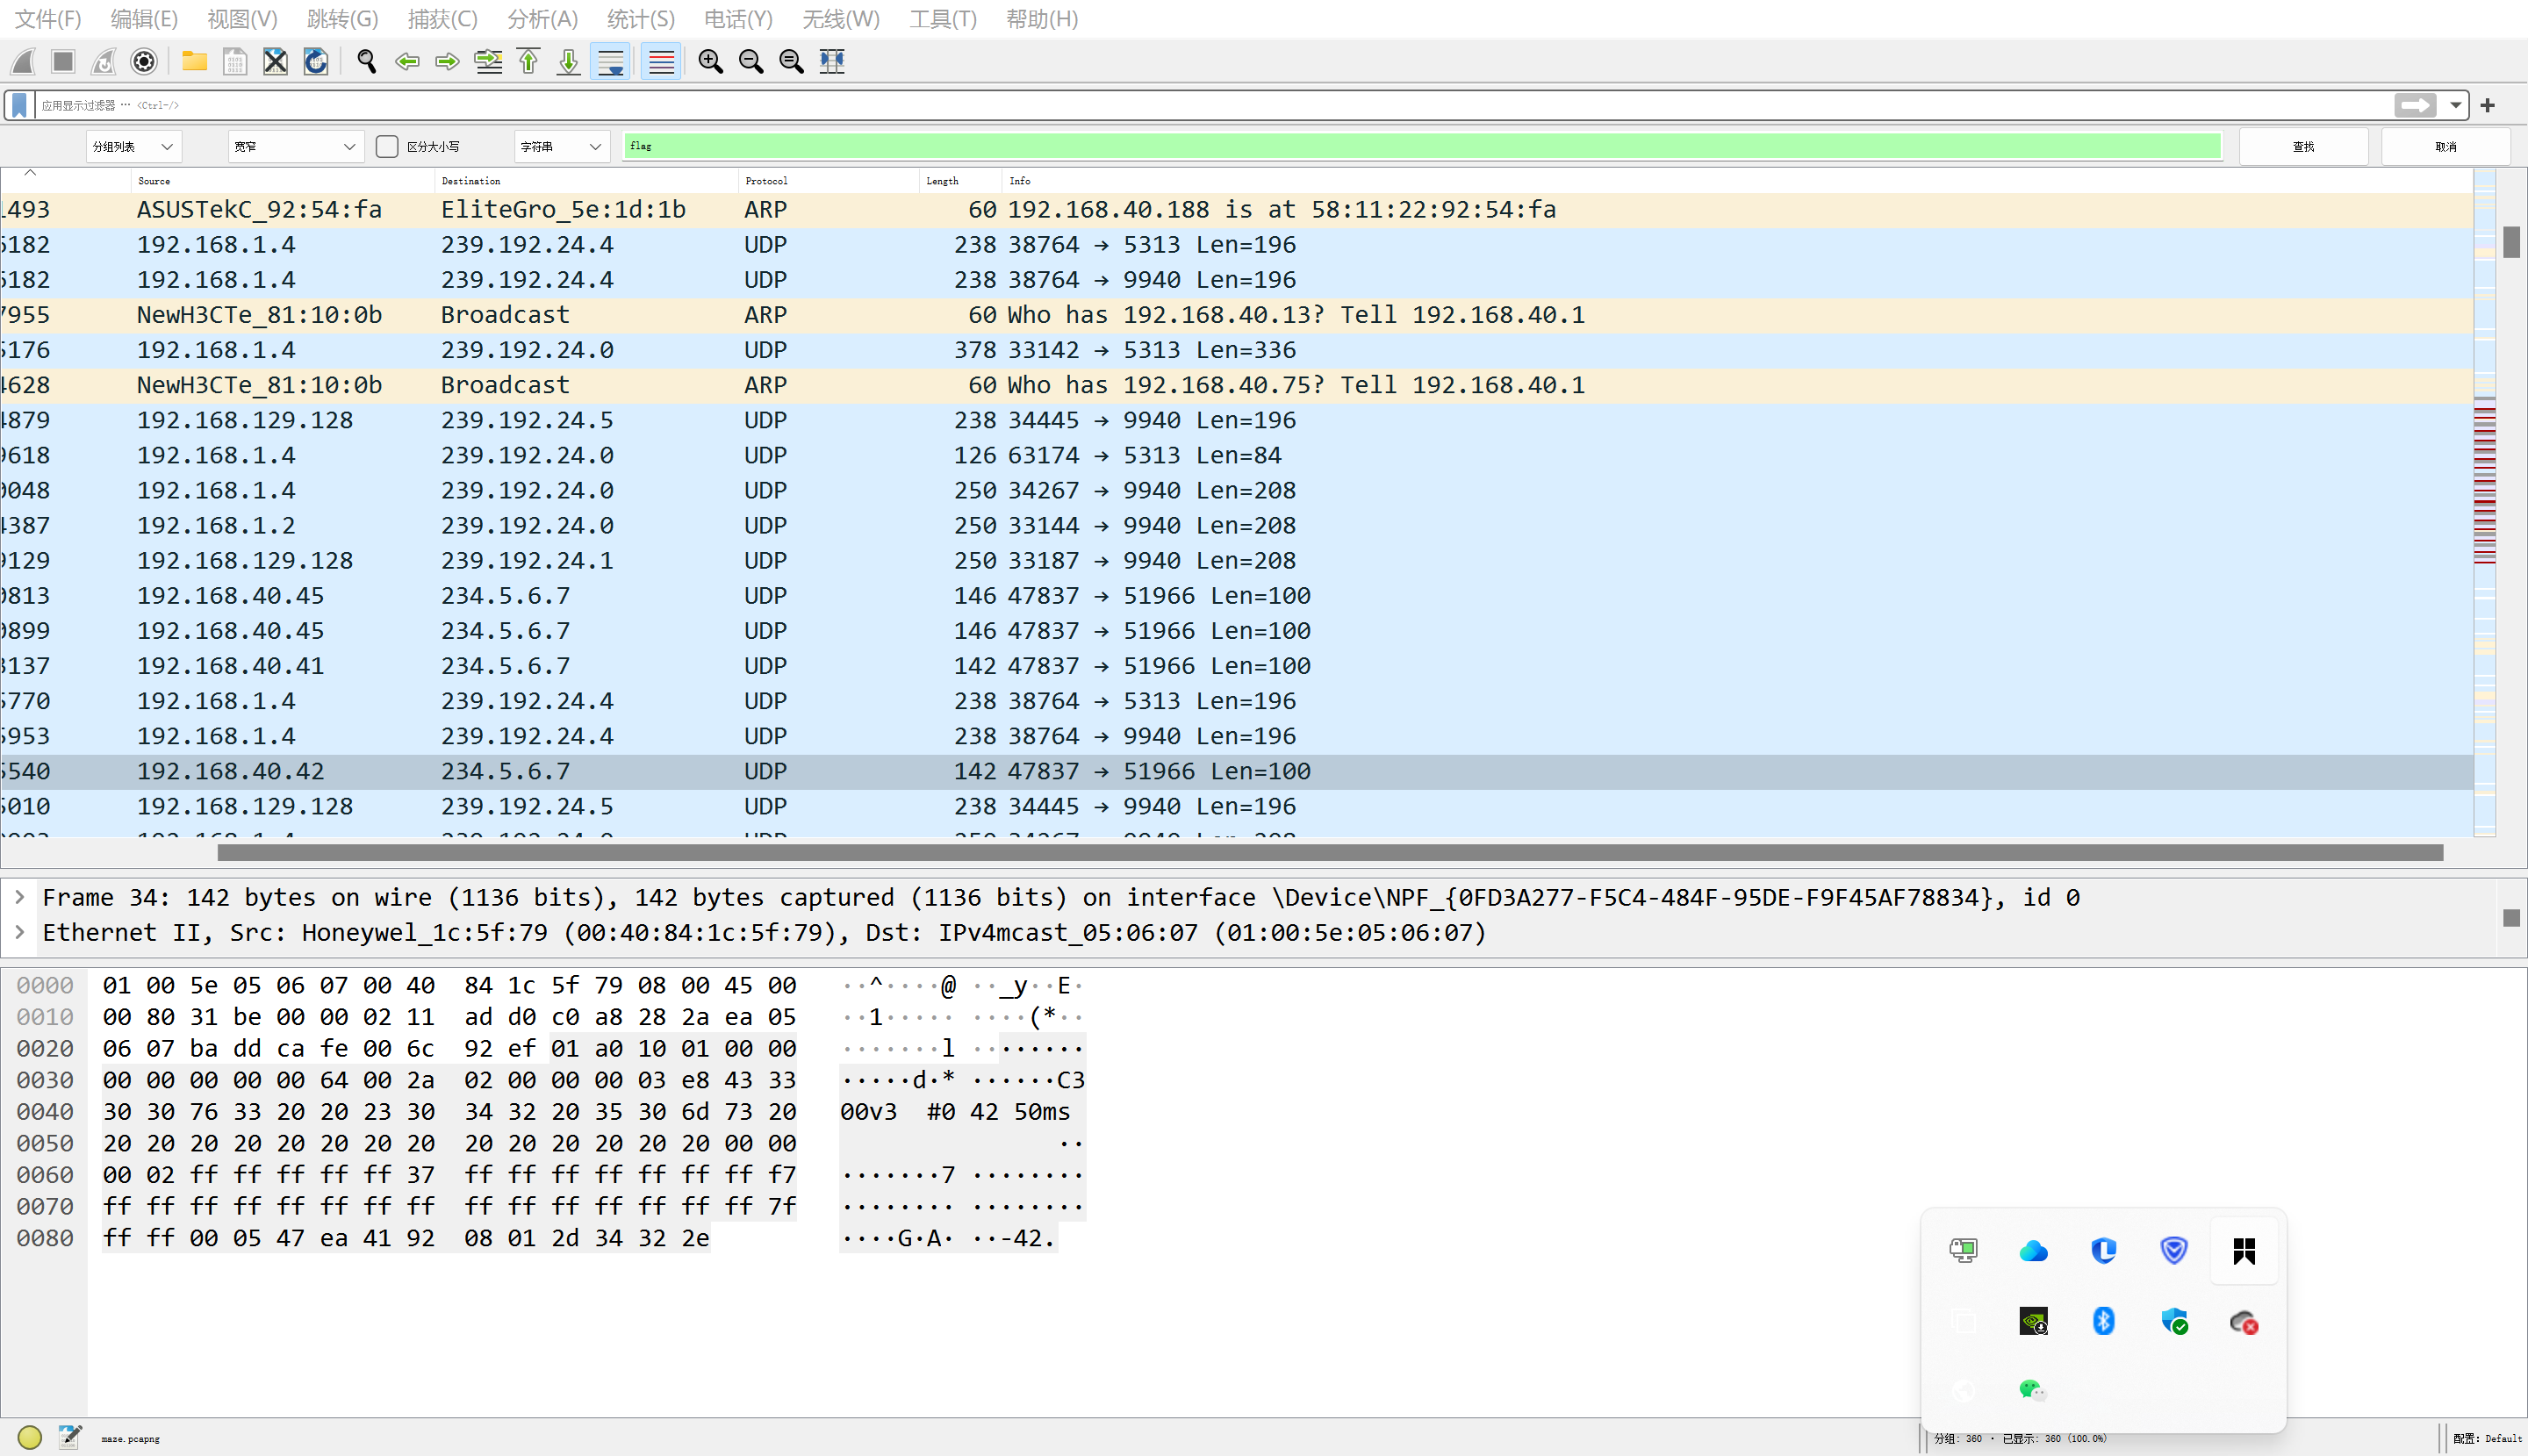 文件(F) 编辑(E) 视图(V) 跳转(G) 捕获(C) 分析(A) 统计(S) 电话(Y) 无线(W) 工具(T) 帮助(H)
应用显示过滤器 … <Ctrl-/>
分组列表 宽窄 区分大小写 字符串 flag 查找 取消
Source Destination Protocol Length Info
1493 ASUSTekC_92:54:fa EliteGro_5e:1d:1b ARP 60 192.168.40.188 is at 58:11:22:92:54:fa
6182 192.168.1.4 239.192.24.4 UDP 238 38764 → 5313 Len=196
6182 192.168.1.4 239.192.24.4 UDP 238 38764 → 9940 Len=196
7955 NewH3CTe_81:10:0b Broadcast ARP 60 Who has 192.168.40.13? Tell 192.168.40.1
5176 192.168.1.4 239.192.24.0 UDP 378 33142 → 5313 Len=336
4628 NewH3CTe_81:10:0b Broadcast ARP 60 Who has 192.168.40.75? Tell 192.168.40.1
4879 192.168.129.128 239.192.24.5 UDP 238 34445 → 9940 Len=196
9618 192.168.1.4 239.192.24.0 UDP 126 63174 → 5313 Len=84
0048 192.168.1.4 239.192.24.0 UDP 250 34267 → 9940 Len=208
4387 192.168.1.2 239.192.24.0 UDP 250 33144 → 9940 Len=208
9129 192.168.129.128 239.192.24.1 UDP 250 33187 → 9940 Len=208
0813 192.168.40.45 234.5.6.7 UDP 146 47837 → 51966 Len=100
0899 192.168.40.45 234.5.6.7 UDP 146 47837 → 51966 Len=100
3137 192.168.40.41 234.5.6.7 UDP 142 47837 → 51966 Len=100
5770 192.168.1.4 239.192.24.4 UDP 238 38764 → 5313 Len=196
5953 192.168.1.4 239.192.24.4 UDP 238 38764 → 9940 Len=196
5540 192.168.40.42 234.5.6.7 UDP 142 47837 → 51966 Len=100
5010 192.168.129.128 239.192.24.5 UDP 238 34445 → 9940 Len=196
192.168.1.4 239.192.24.0 UDP 250 34267 → 9940 Len=208
Frame 34: 142 bytes on wire (1136 bits), 142 bytes captured (1136 bits) on interface \Device\NPF_{0FD3A277-F5C4-484F-95DE-F9F45AF78834}, id 0
Ethernet II, Src: Honeywel_1c:5f:79 (00:40:84:1c:5f:79), Dst: IPv4mcast_05:06:07 (01:00:5e:05:06:07)
0000 01 00 5e 05 06 07 00 40 84 1c 5f 79 08 00 45 00 ··^····@ ··_y··E·
0010 00 80 31 be 00 00 02 11 ad d0 c0 a8 28 2a ea 05 ··1····· ····(*··
0020 06 07 ba dd ca fe 00 6c 92 ef 01 a0 10 01 00 00 ·······l ········
0030 00 00 00 00 00 64 00 2a 02 00 00 00 03 e8 43 33 ·····d·* ······C3
0040 30 30 76 33 20 20 23 30 34 32 20 35 30 6d 73 20 00v3  #0 42 50ms
0050 20 20 20 20 20 20 20 20 20 20 20 20 20 20 00 00 ··
0060 00 02 ff ff ff ff ff 37 ff ff ff ff ff ff ff f7 ·······7 ········
0070 ff ff ff ff ff ff ff ff ff ff ff ff ff ff ff 7f ········ ········
0080 ff ff 00 05 47 ea 41 92 08 01 2d 34 32 2e ····G·A· ··-42.
maze.pcapng 分组: 360 · 已显示: 360 (100.0%) 配置: Default